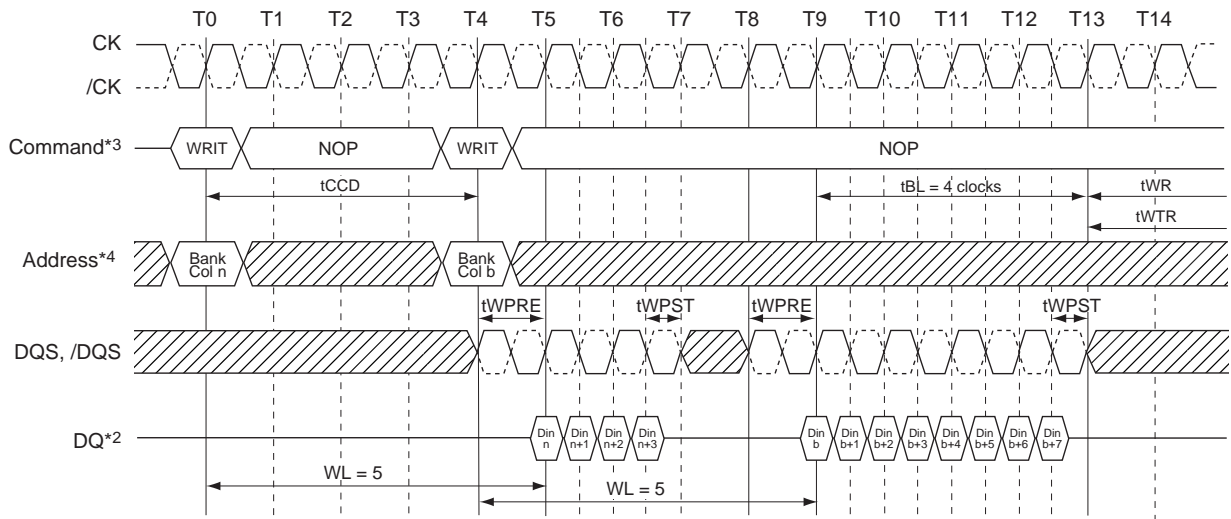 T0 T1 T2 T3 T4 T5 T6 T7 T8 T9 T10 T11 T12 T13 T14
CK
/CK
Command*3 WRIT NOP WRIT NOP
tCCD tBL = 4 clocks tWR
tWTR
Address*4 Bank Col n Bank Col b
tWPRE tWPST tWPRE tWPST
DQS, /DQS
DQ*2 Din n Din n+1 Din n+2 Din n+3 Din b Din b+1 Din b+2 Din b+3 Din b+4 Din b+5 Din b+6 Din b+7
WL = 5
WL = 5